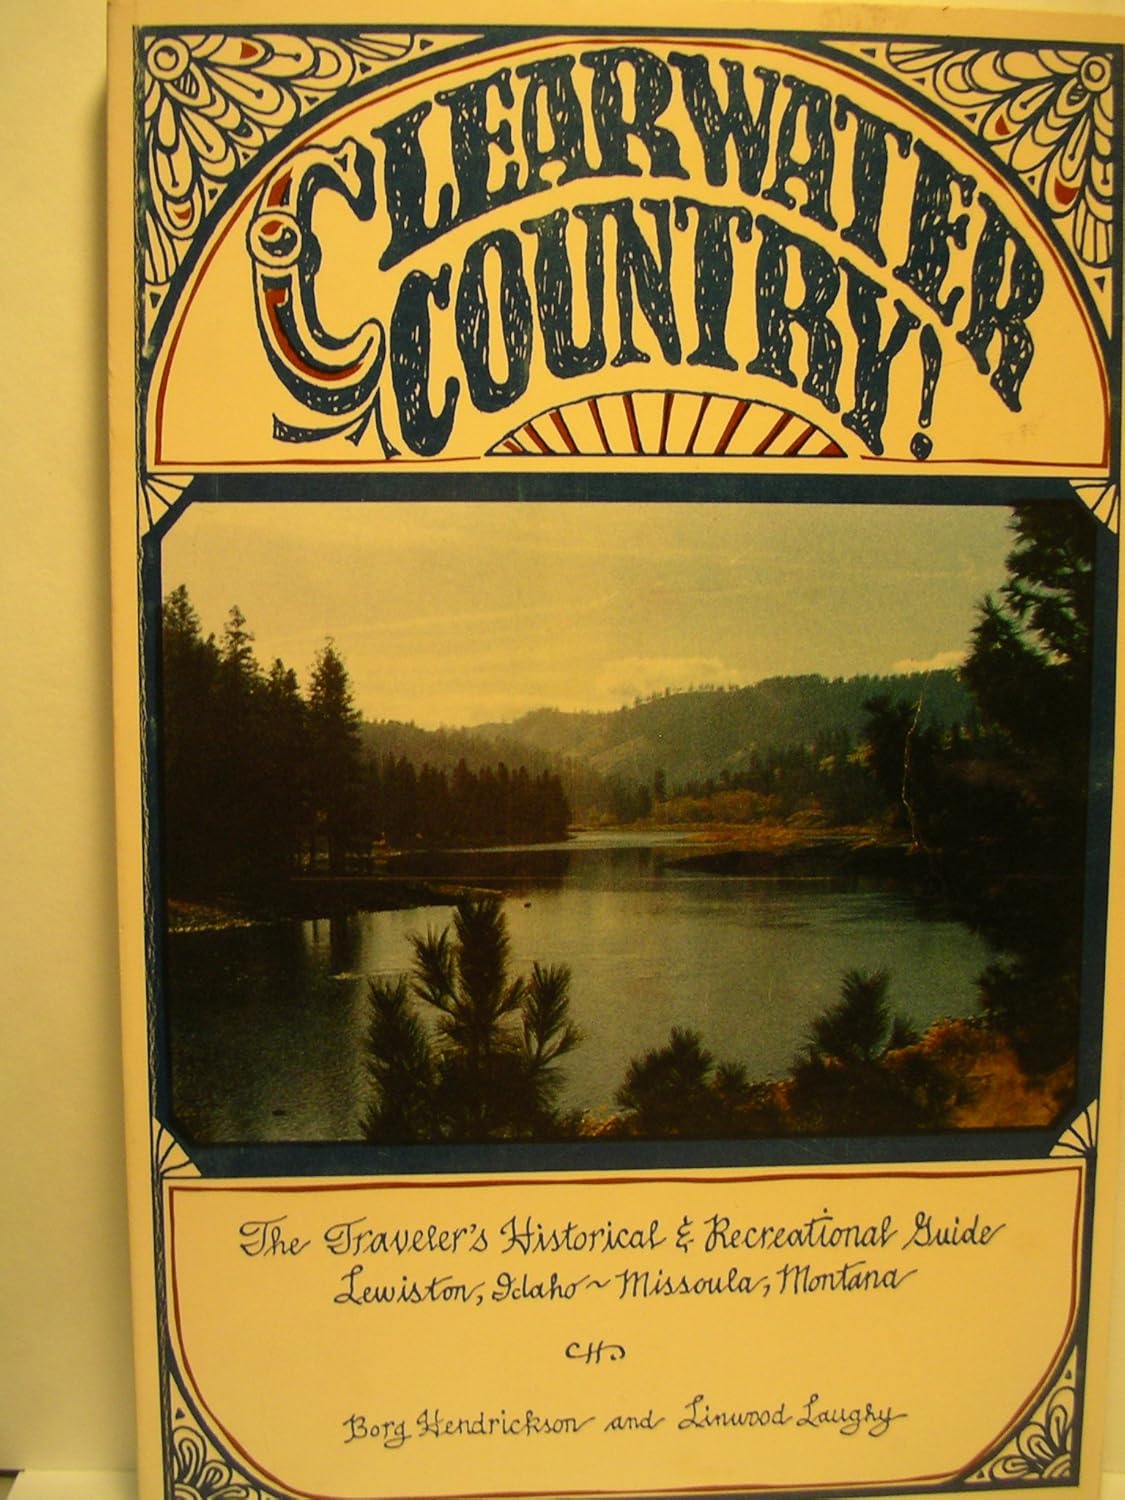 CLEARWATER
COUNTRY!
The Traveler's Historical & Recreational Guide
Lewiston, Idaho ~ Missoula, Montana
Borg Hendrickson and Linwood Laughy